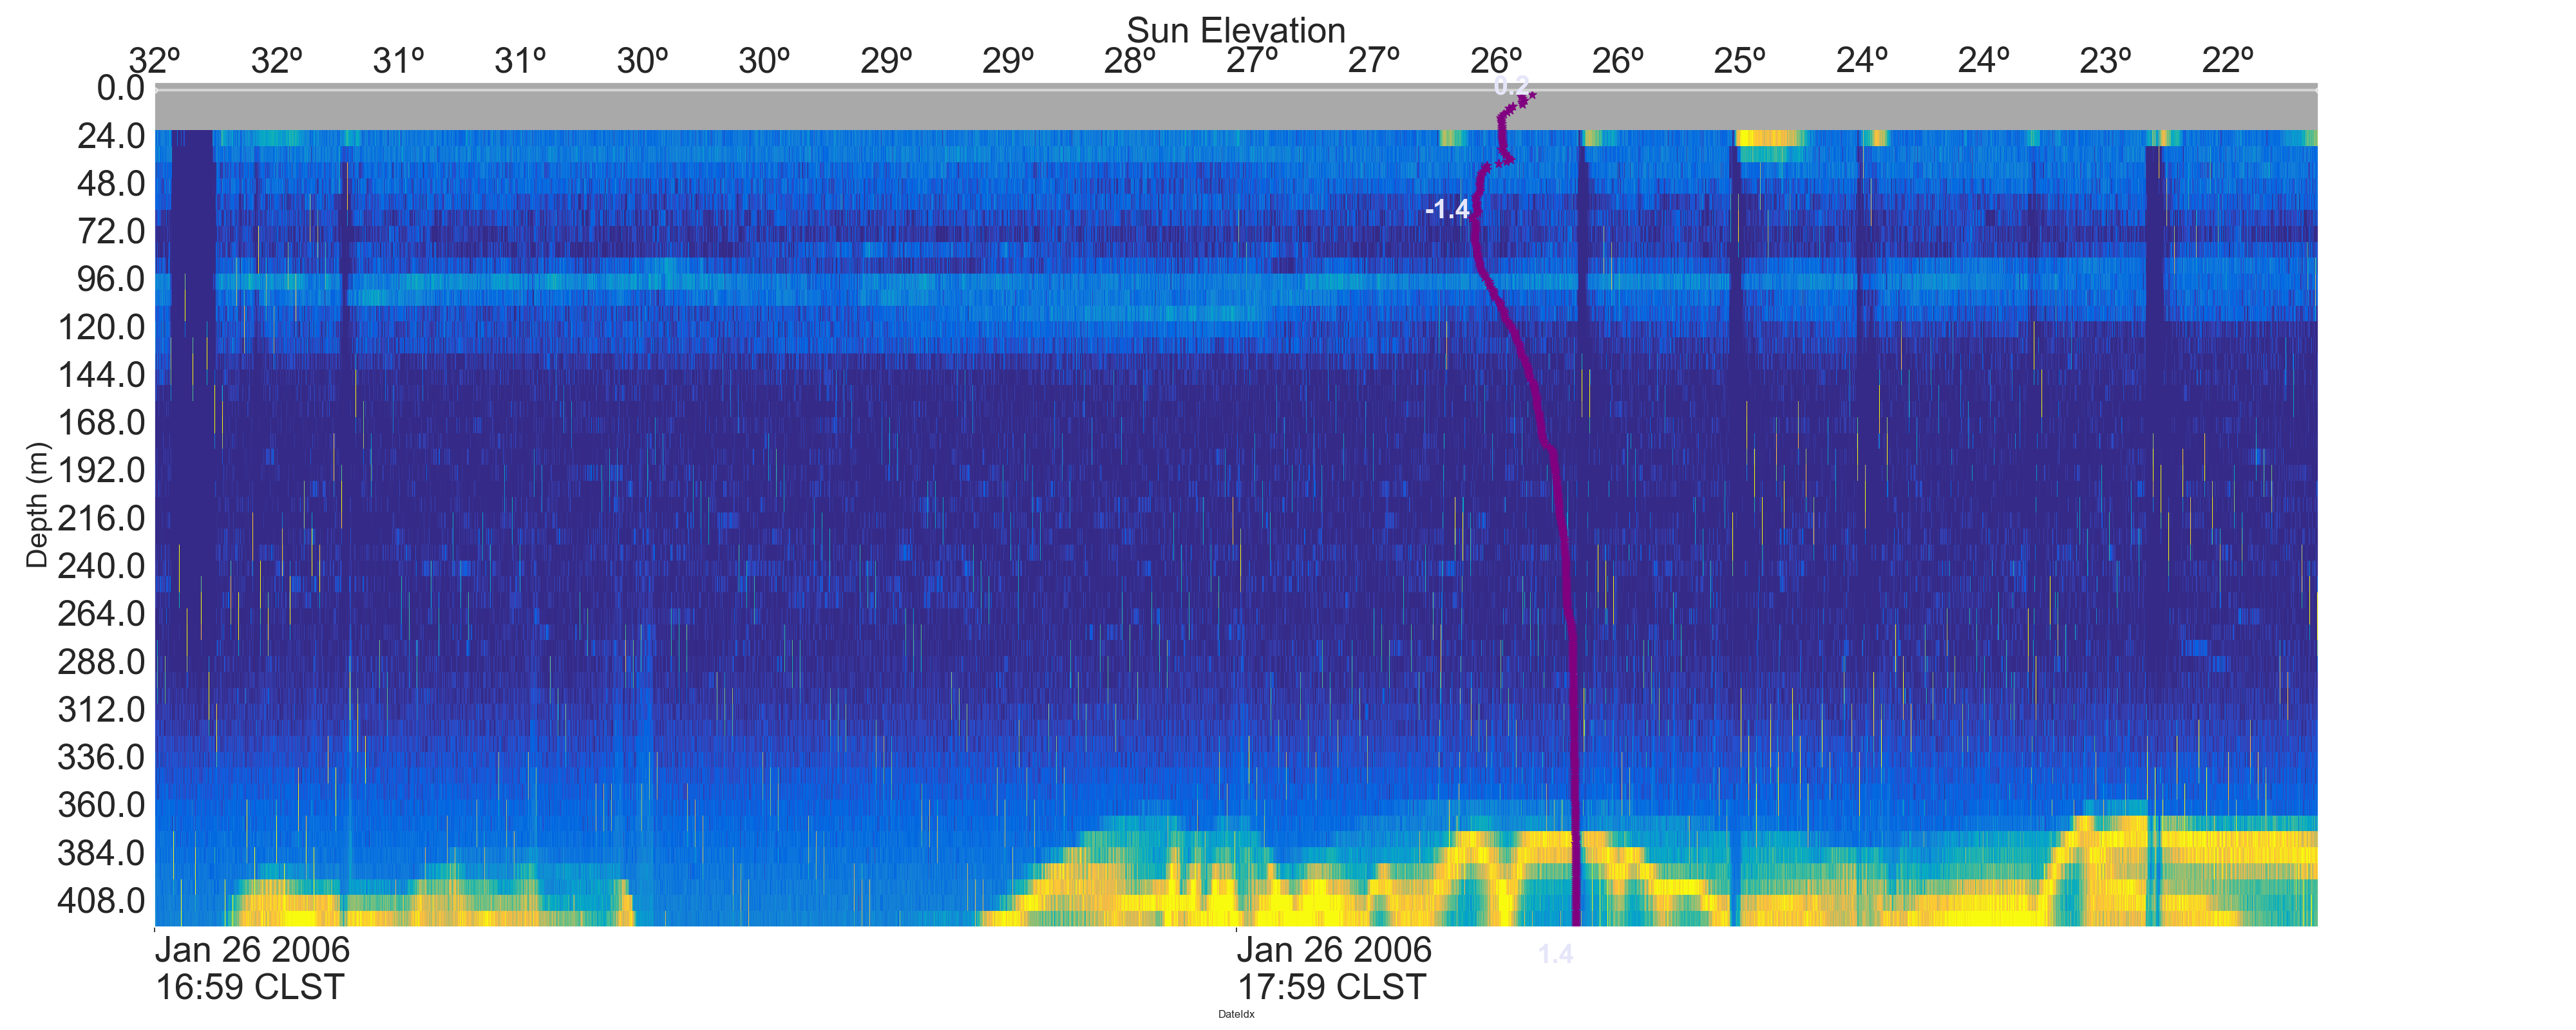 Sun Elevation
32º 32º 31º 31º 30º 30º 29º 29º 28º 27º 27º 26º 26º 25º 24º 24º 23º 22º
0.0
0.2
24.0
48.0
-1.4
72.0
96.0
120.0
144.0
168.0
192.0
216.0
240.0
264.0
288.0
312.0
336.0
360.0
384.0
408.0
Depth (m)
1.4
Jan 26 2006
16:59 CLST
Jan 26 2006
17:59 CLST
DateIdx